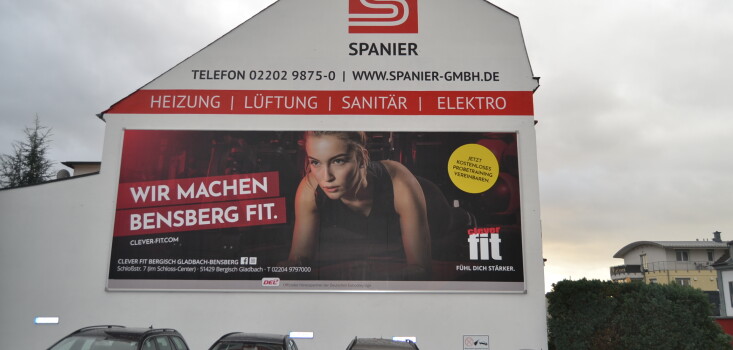 SPANIER
TELEFON 02202 9875-0 | WWW.SPANIER-GMBH.DE
HEIZUNG | LÜFTUNG | SANITÄR | ELEKTRO
JETZT
KOSTENLOSES
PROBETRAINING
VEREINBAREN.
WIR MACHEN
BENSBERG FIT.
CLEVER-FIT.COM
clever
fit
FÜHL DICH STÄRKER.
CLEVER FIT BERGISCH GLADBACH-BENSBERG
Schloßstr. 7 (im Schloss-Center) · 51429 Bergisch Gladbach · T 02204 9797000